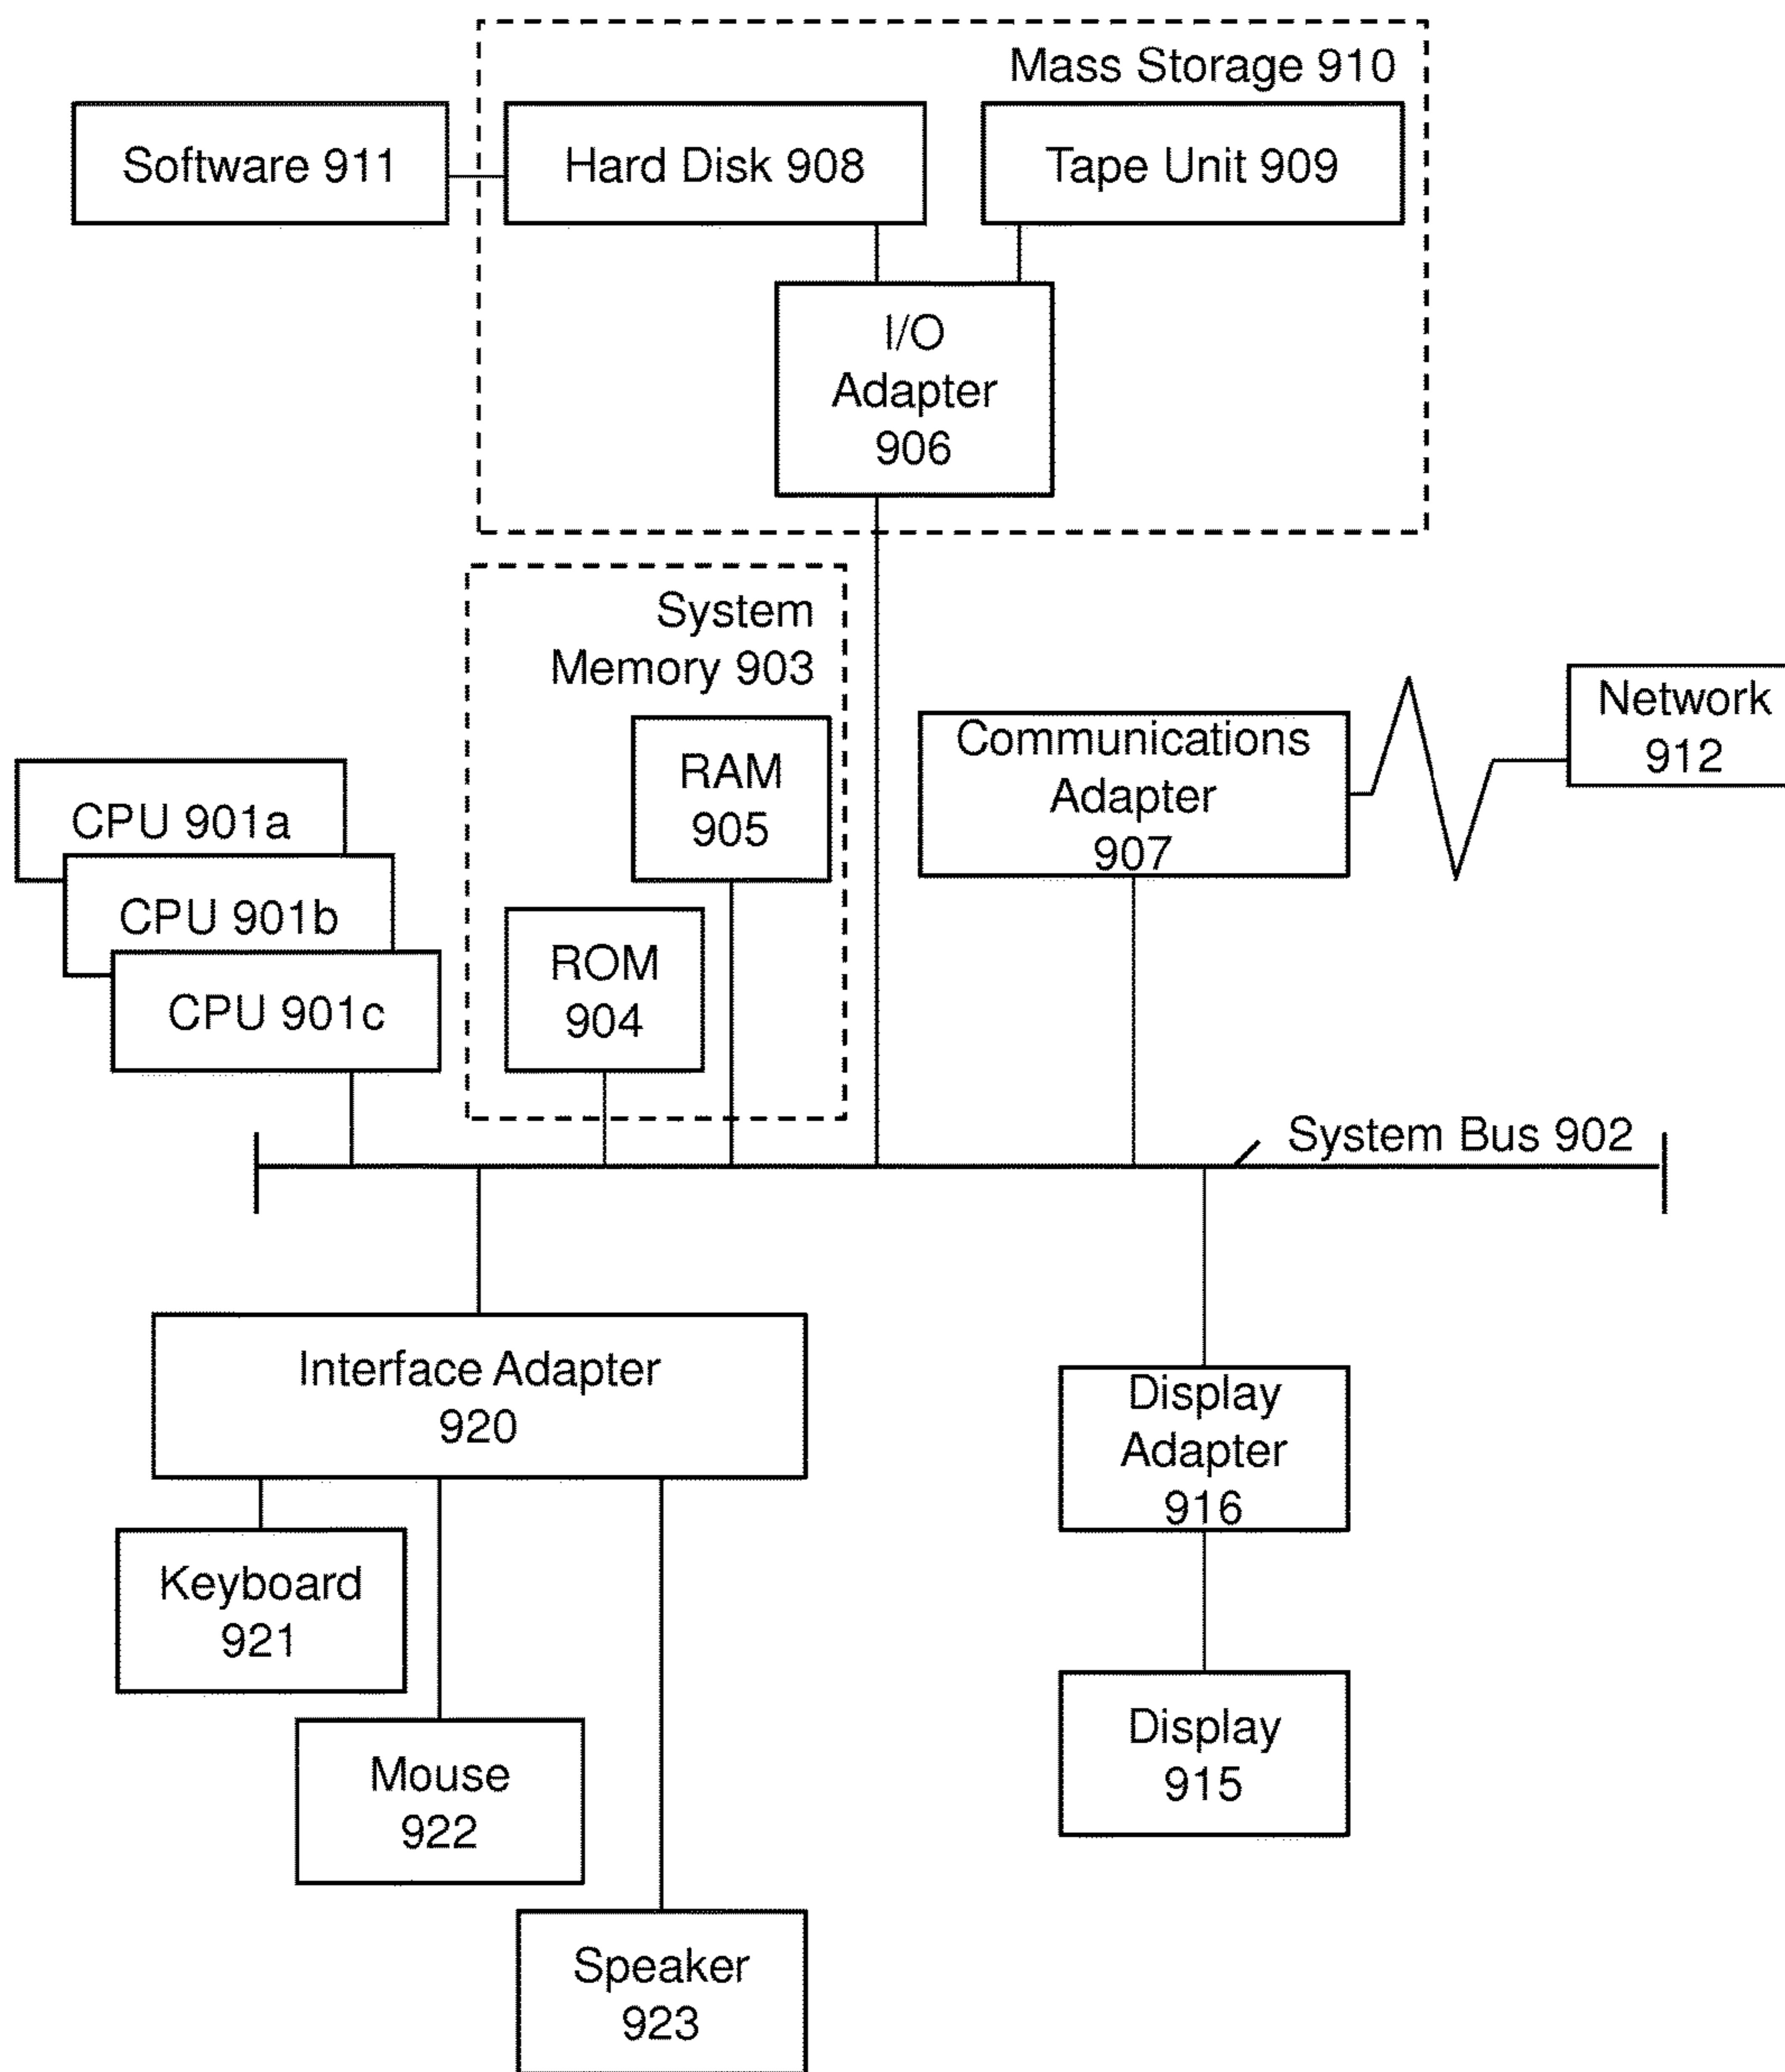 Mass Storage 910
Software 911
Hard Disk 908
Tape Unit 909
I/O
Adapter
906
System
Memory 903
RAM
905
ROM
904
Communications
Adapter
907
Network
912
CPU 901a
CPU 901b
CPU 901c
System Bus 902
Interface Adapter
920
Display
Adapter
916
Keyboard
921
Mouse
922
Display
915
Speaker
923